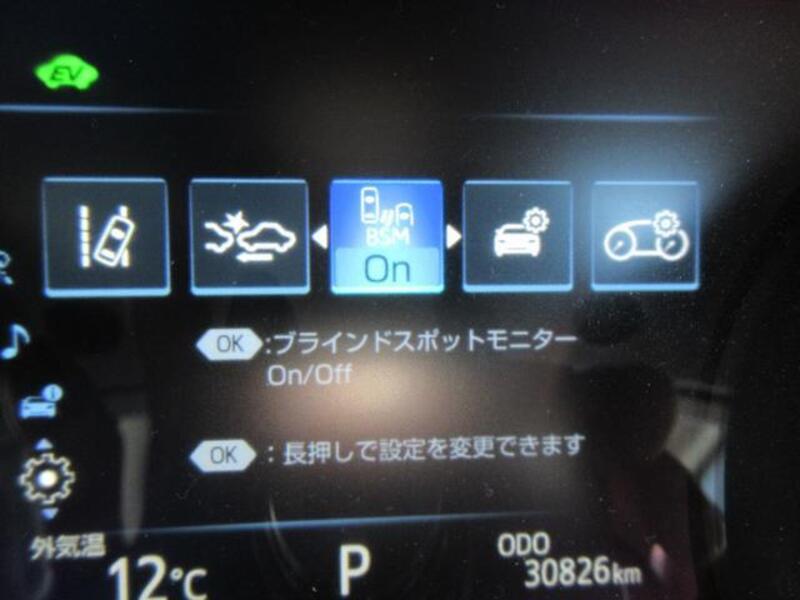 EV
BSM
On
OK :ブラインドスポットモニター
On/Off
OK :長押しで設定を変更できます
外気温
12℃
P
ODO
30826km